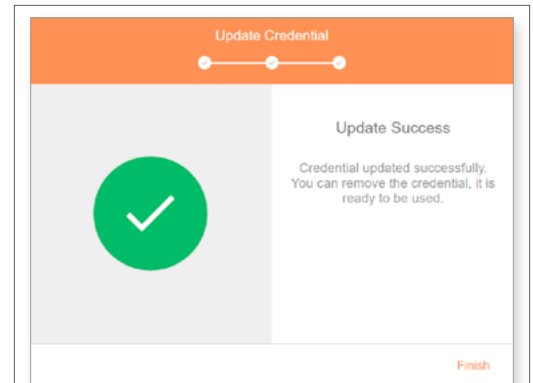 Update Credential
Update Success
Credential updated successfully.
You can remove the credential, it is
ready to be used.
Finish